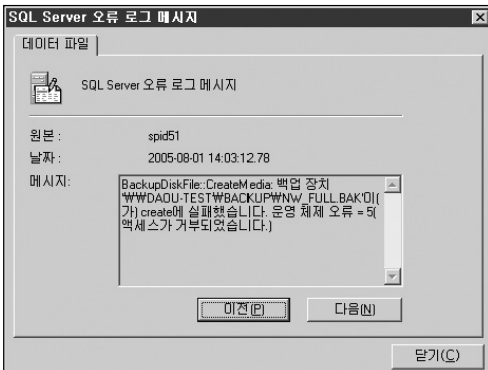 SQL Server 오류 로그 메시지
데이터 파일
SQL Server 오류 로그 메시지
원본 : spid51
날짜 : 2005-08-01 14:03:12.78
메시지: BackupDiskFile::CreateMedia: 백업 장치
'₩₩DAOU-TEST₩BACKUP₩NW_FULL.BAK'이(
가) create에 실패했습니다. 운영 체제 오류 = 5(
액세스가 거부되었습니다.)
이전(P) 다음(N)
닫기(C)